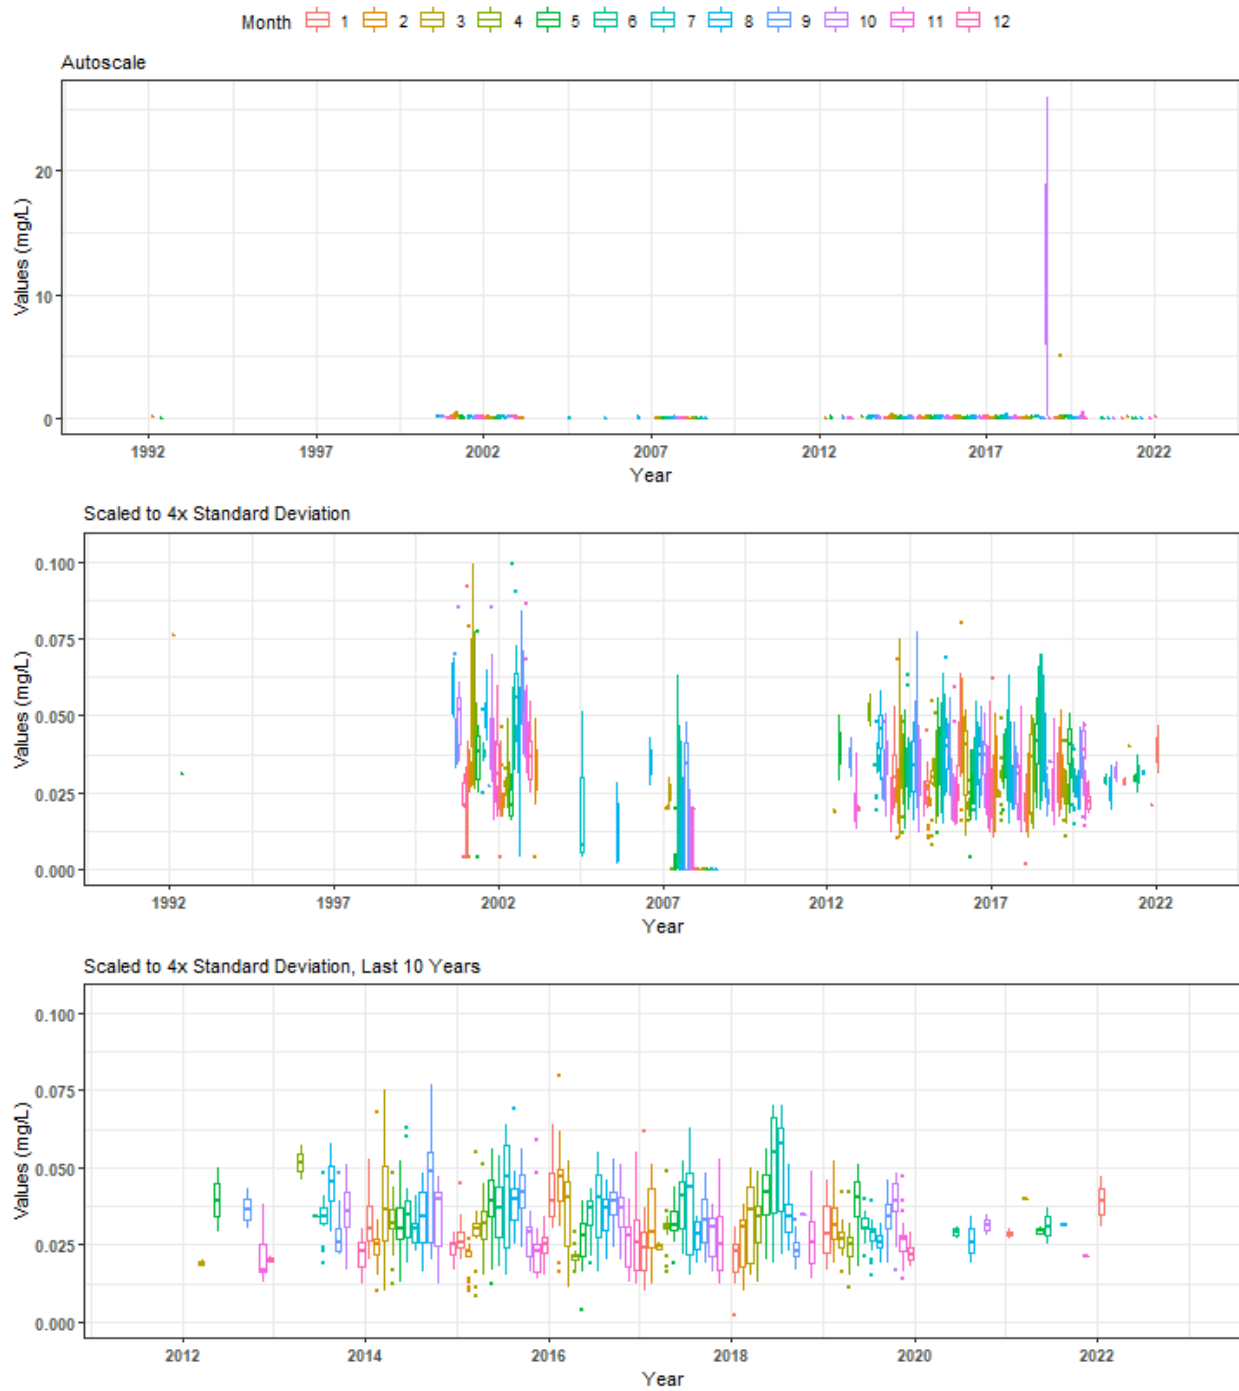 Month 1 2 3 4 5 6 7 8 9 10 11 12
Autoscale
Values (mg/L)
20
10
0
1992 1997 2002 2007 2012 2017 2022
Year
Scaled to 4x Standard Deviation
Values (mg/L)
0.100
0.075
0.050
0.025
0.000
1992 1997 2002 2007 2012 2017 2022
Year
Scaled to 4x Standard Deviation, Last 10 Years
Values (mg/L)
0.100
0.075
0.050
0.025
0.000
2012 2014 2016 2018 2020 2022
Year